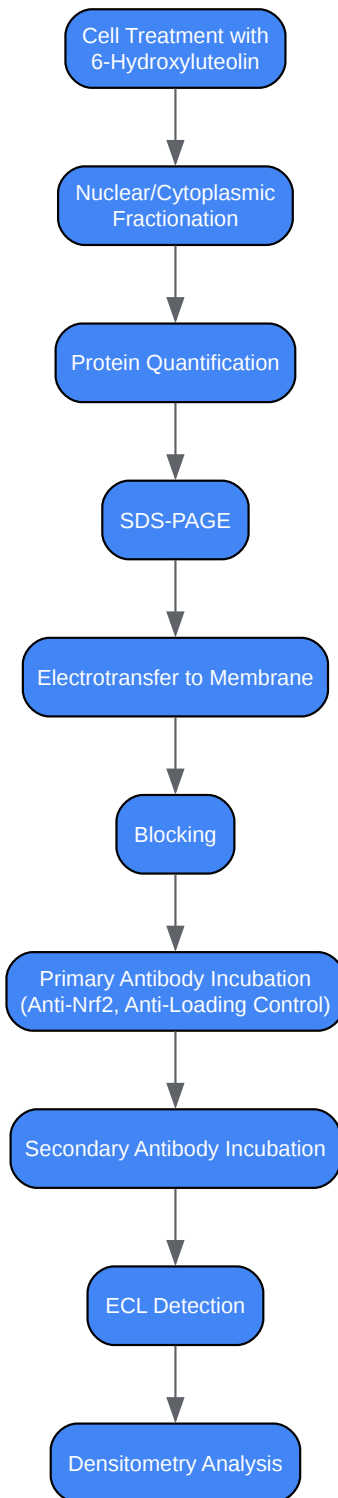 Cell Treatment with
6-Hydroxyluteolin
Nuclear/Cytoplasmic
Fractionation
Protein Quantification
SDS-PAGE
Electrotransfer to Membrane
Blocking
Primary Antibody Incubation
(Anti-Nrf2, Anti-Loading Control)
Secondary Antibody Incubation
ECL Detection
Densitometry Analysis